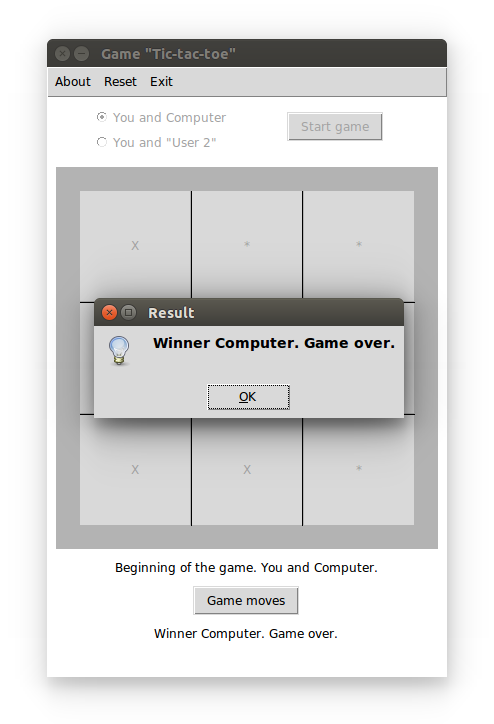 Game "Tic-tac-toe"
About Reset Exit
You and Computer
Start game
You and "User 2"
X * *
Result
Winner Computer. Game over.
OK
X X *
Beginning of the game. You and Computer.
Game moves
Winner Computer. Game over.